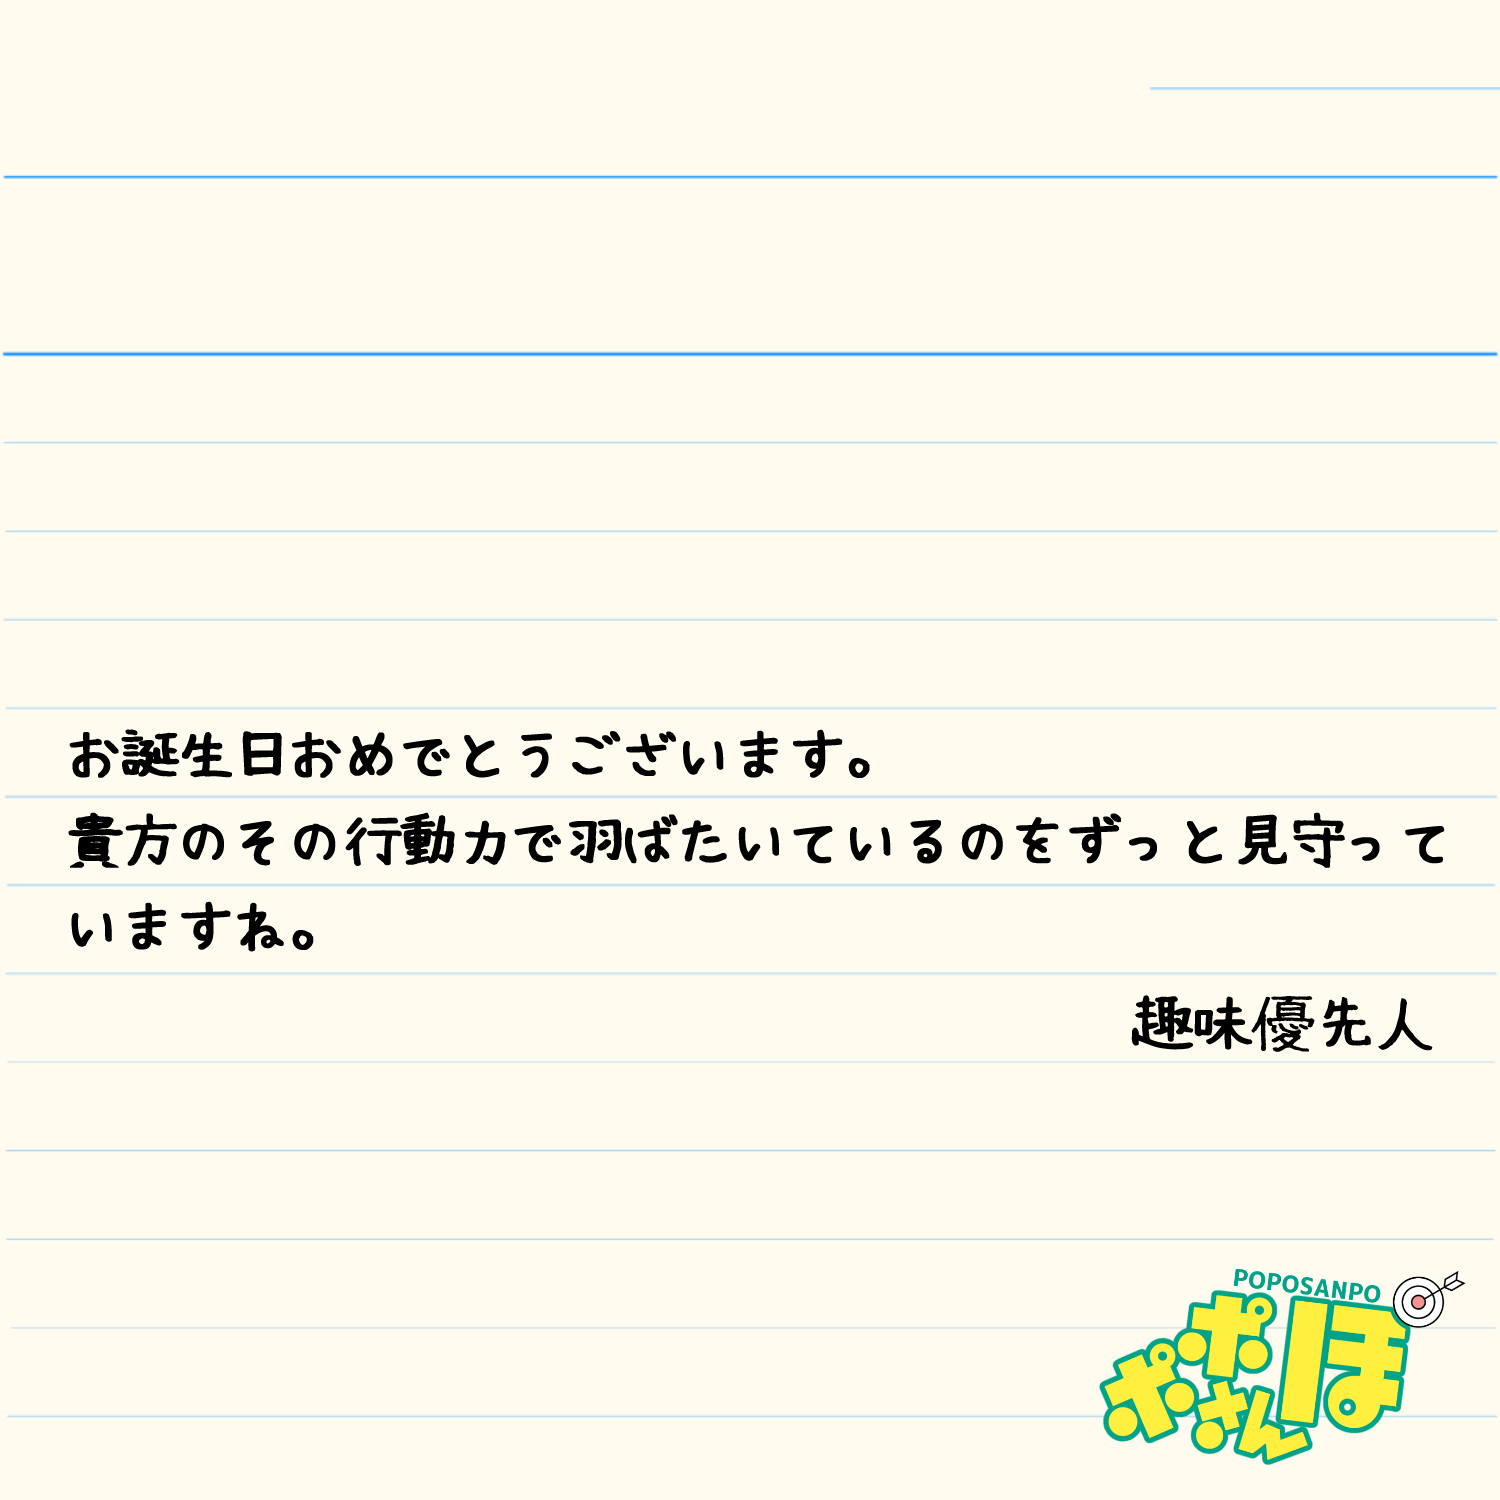 お誕生日おめでとうございます。
貴方のその行動力で羽ばたいているのをずっと見守って
いますね。
趣味優先人
POPOSANPO
ポポさんぽ